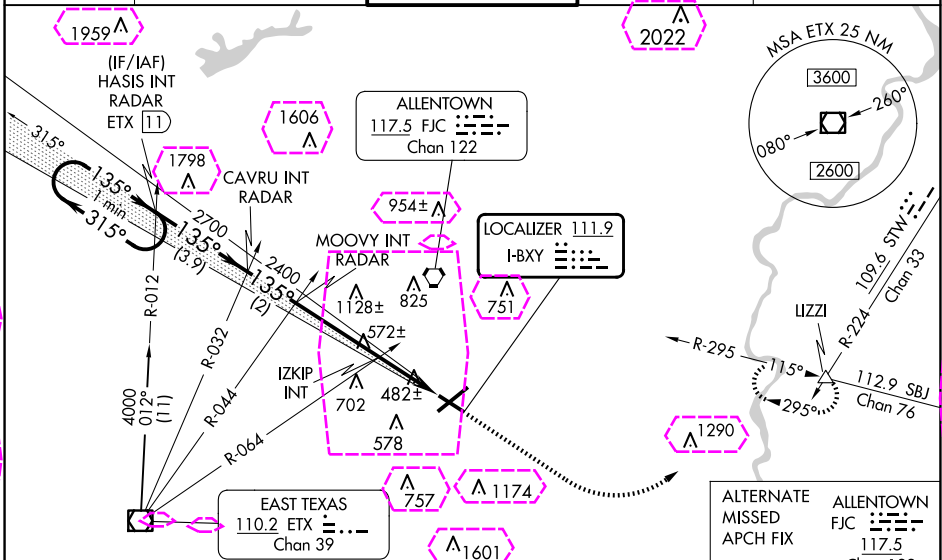 1959
2022
(IF/IAF)
HASIS INT
RADAR
ETX 11
MSA ETX 25 NM
3600
260°
080°
2600
ALLENTOWN
117.5 FJC
Chan 122
1606
315°
1798
CAVRU INT
RADAR
135°
1 min
315°
2700
135°
(3.9)
954±
MOOVY INT
RADAR
2400
135°
(2)
LOCALIZER 111.9
I-BXY
825
751
1128±
572±
109.6 STW
Chan 33
R-224
LIZZI
R-012
R-032
R-044
R-064
4000
012°
(11)
IZKIP
INT
702
482±
578
R-295
115°
295°
112.9 SBJ
Chan 76
1290
757
1174
1601
EAST TEXAS
110.2 ETX
Chan 39
ALTERNATE
MISSED
APCH FIX
ALLENTOWN
FJC
117.5